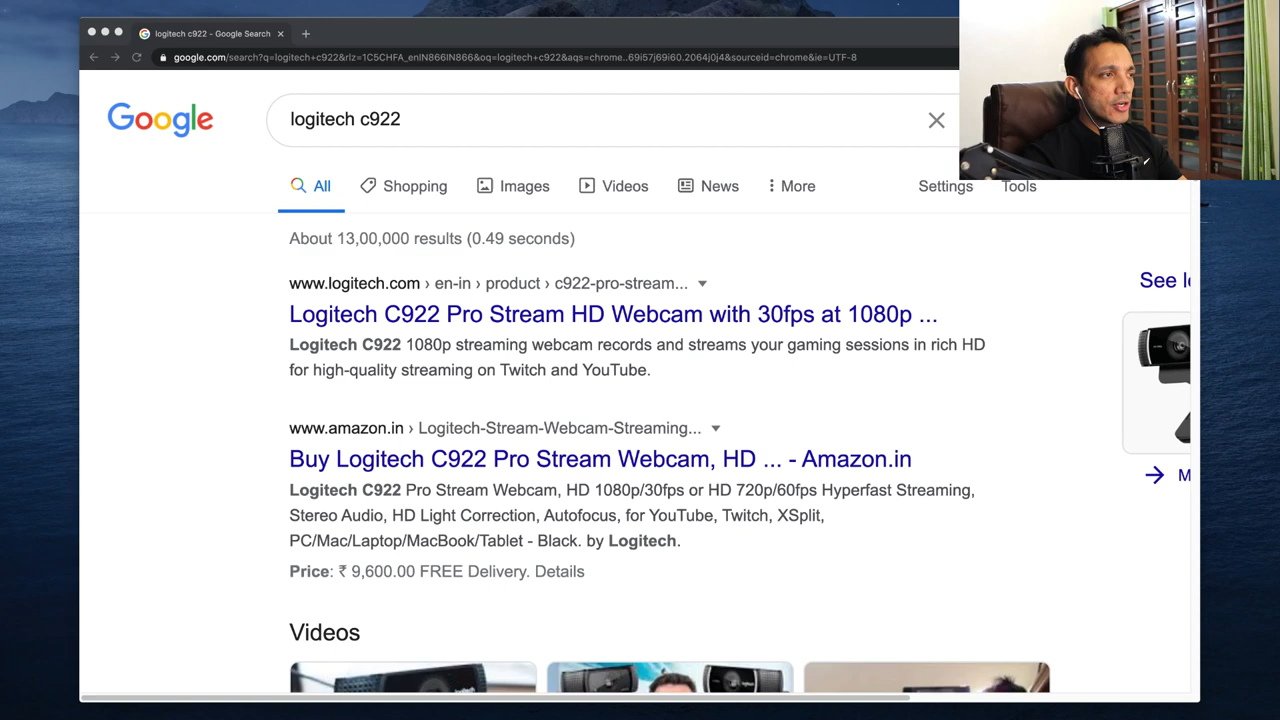 logitech c922 - Google Search
google.com/search?q=logitech+c922&rlz=1C5CHFA_enIN866IN866&oq=logitech+c922&aqs=chrome..69i57j69i60.2064j0j4&sourceid=chrome&ie=UTF-8
Google
logitech c922
All Shopping Images Videos News More Settings Tools
About 13,00,000 results (0.49 seconds)
www.logitech.com › en-in › product › c922-pro-stream...
See l
Logitech C922 Pro Stream HD Webcam with 30fps at 1080p ...
Logitech C922 1080p streaming webcam records and streams your gaming sessions in rich HD
for high-quality streaming on Twitch and YouTube.
www.amazon.in › Logitech-Stream-Webcam-Streaming...
Buy Logitech C922 Pro Stream Webcam, HD ... - Amazon.in
M
Logitech C922 Pro Stream Webcam, HD 1080p/30fps or HD 720p/60fps Hyperfast Streaming,
Stereo Audio, HD Light Correction, Autofocus, for YouTube, Twitch, XSplit,
PC/Mac/Laptop/MacBook/Tablet - Black. by Logitech.
Price: ₹ 9,600.00 FREE Delivery. Details
Videos